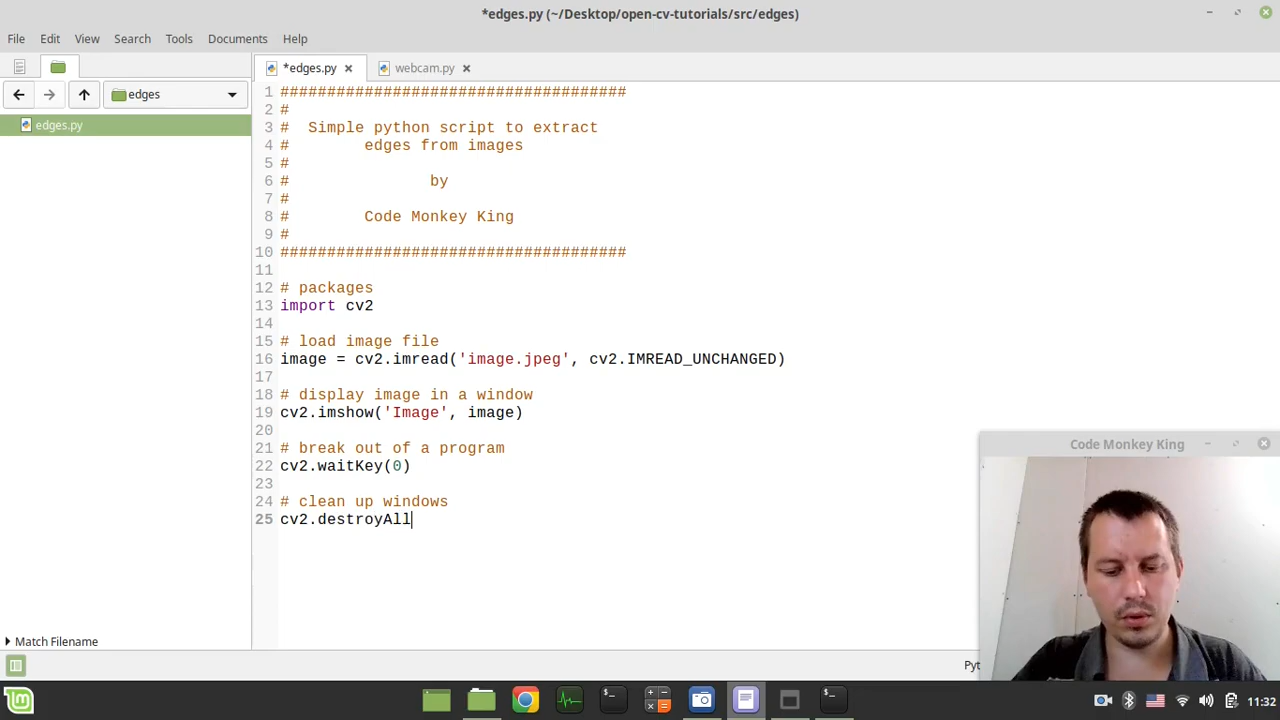 *edges.py (~/Desktop/open-cv-tutorials/src/edges)
File Edit View Search Tools Documents Help
*edges.py webcam.py
edges
edges.py
1 #####################################
2 #
3 #  Simple python script to extract
4 #        edges from images
5 #
6 #               by
7 #
8 #        Code Monkey King
9 #
10 #####################################
11
12 # packages
13 import cv2
14
15 # load image file
16 image = cv2.imread('image.jpeg', cv2.IMREAD_UNCHANGED)
17
18 # display image in a window
19 cv2.imshow('Image', image)
20
21 # break out of a program
22 cv2.waitKey(0)
23
24 # clean up windows
25 cv2.destroyAll
Code Monkey King
Match Filename
Pyt
11:32